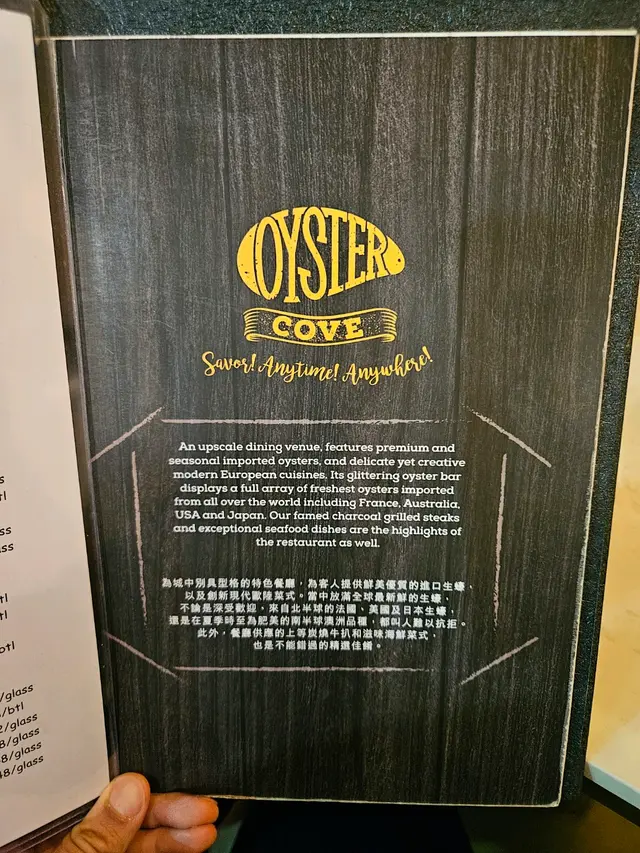 OYSTER
COVE
Savor! Anytime! Anywhere!
An upscale dining venue, features premium and
seasonal imported oysters, and delicate yet creative
modern European cuisines. Its glittering oyster bar
displays a full array of freshest oysters imported
from all over the world including France, Australia,
USA and Japan. Our famed charcoal grilled steaks
and exceptional seafood dishes are the highlights of
the restaurant as well.
為城中別具型格的特色餐廳，為客人提供鮮美優質的進口生蠔、
以及創新現代歐陸菜式。當中放滿全球最新鮮的生蠔，
不論是深受歡迎，來自北半球的法國、美國及日本生蠔，
還是在夏季時至為肥美的南半球澳洲品種，都叫人難以抗拒。
此外，餐廳供應的上等炭燒牛扒和滋味海鮮菜式，
也是不能錯過的精選佳餚。
/glass
/btl
/glass
/glass
/glass
/glass